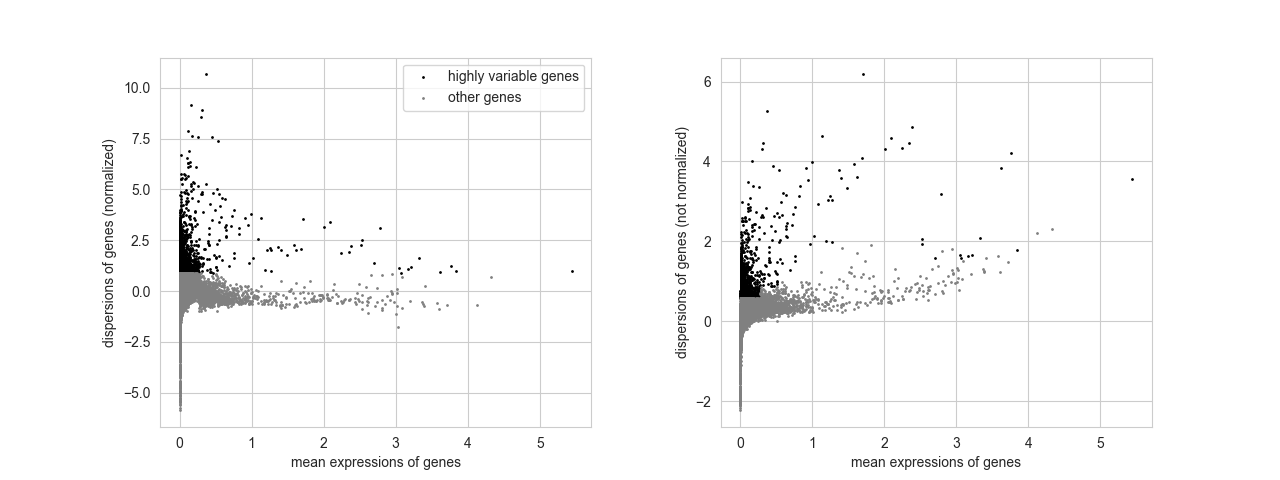 highly variable genes
other genes
dispersions of genes (normalized)
10.0
7.5
5.0
2.5
0.0
−2.5
−5.0
0 1 2 3 4 5
mean expressions of genes
dispersions of genes (not normalized)
6
4
2
0
−2
0 1 2 3 4 5
mean expressions of genes